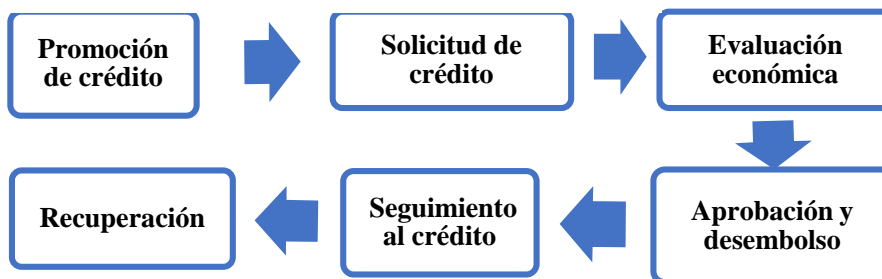 Promoción
de crédito
Solicitud de
crédito
Evaluación
económica
Aprobación y
desembolso
Seguimiento
al crédito
Recuperación